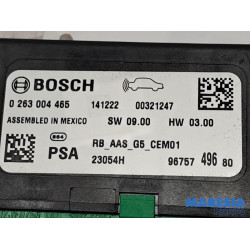 BOSCH
0 263 004 465 141222 00321247
ASSEMBLED IN MEXICO SW 09.00 HW 03.00
PSA RB_AAS_G5_CEM01
23054H 96757 496 80